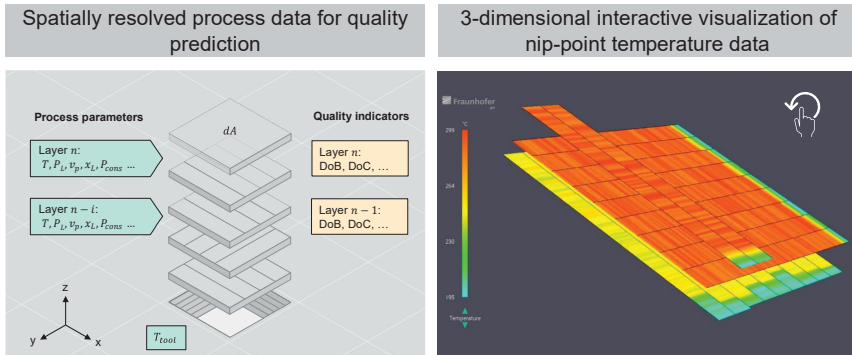 Spatially resolved process data for quality
prediction
3-dimensional interactive visualization of
nip-point temperature data
Process parameters
dA
Quality indicators
Layer n:
T, P_L, v_p, x_L, P_cons ...
Layer n:
DoB, DoC, ...
Layer n − i:
T, P_L, v_p, x_L, P_cons ...
Layer n − 1:
DoB, DoC, ...
z
y
x
T_tool
Fraunhofer
°C
299
264
230
195
Temperature